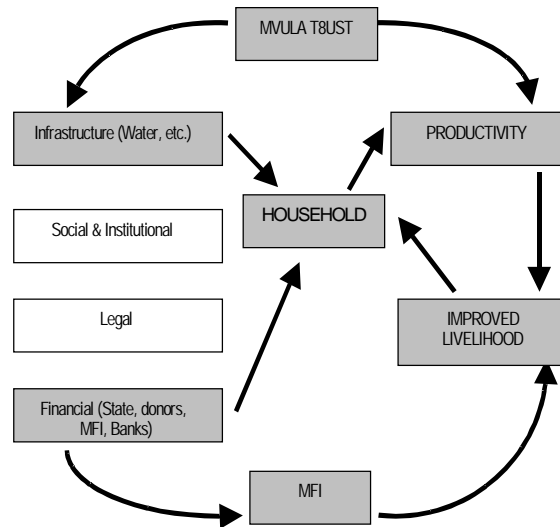 MVULA T8UST
Infrastructure (Water, etc.)
PRODUCTIVITY
HOUSEHOLD
Social & Institutional
Legal
IMPROVED
LIVELIHOOD
Financial (State, donors,
MFI, Banks)
MFI